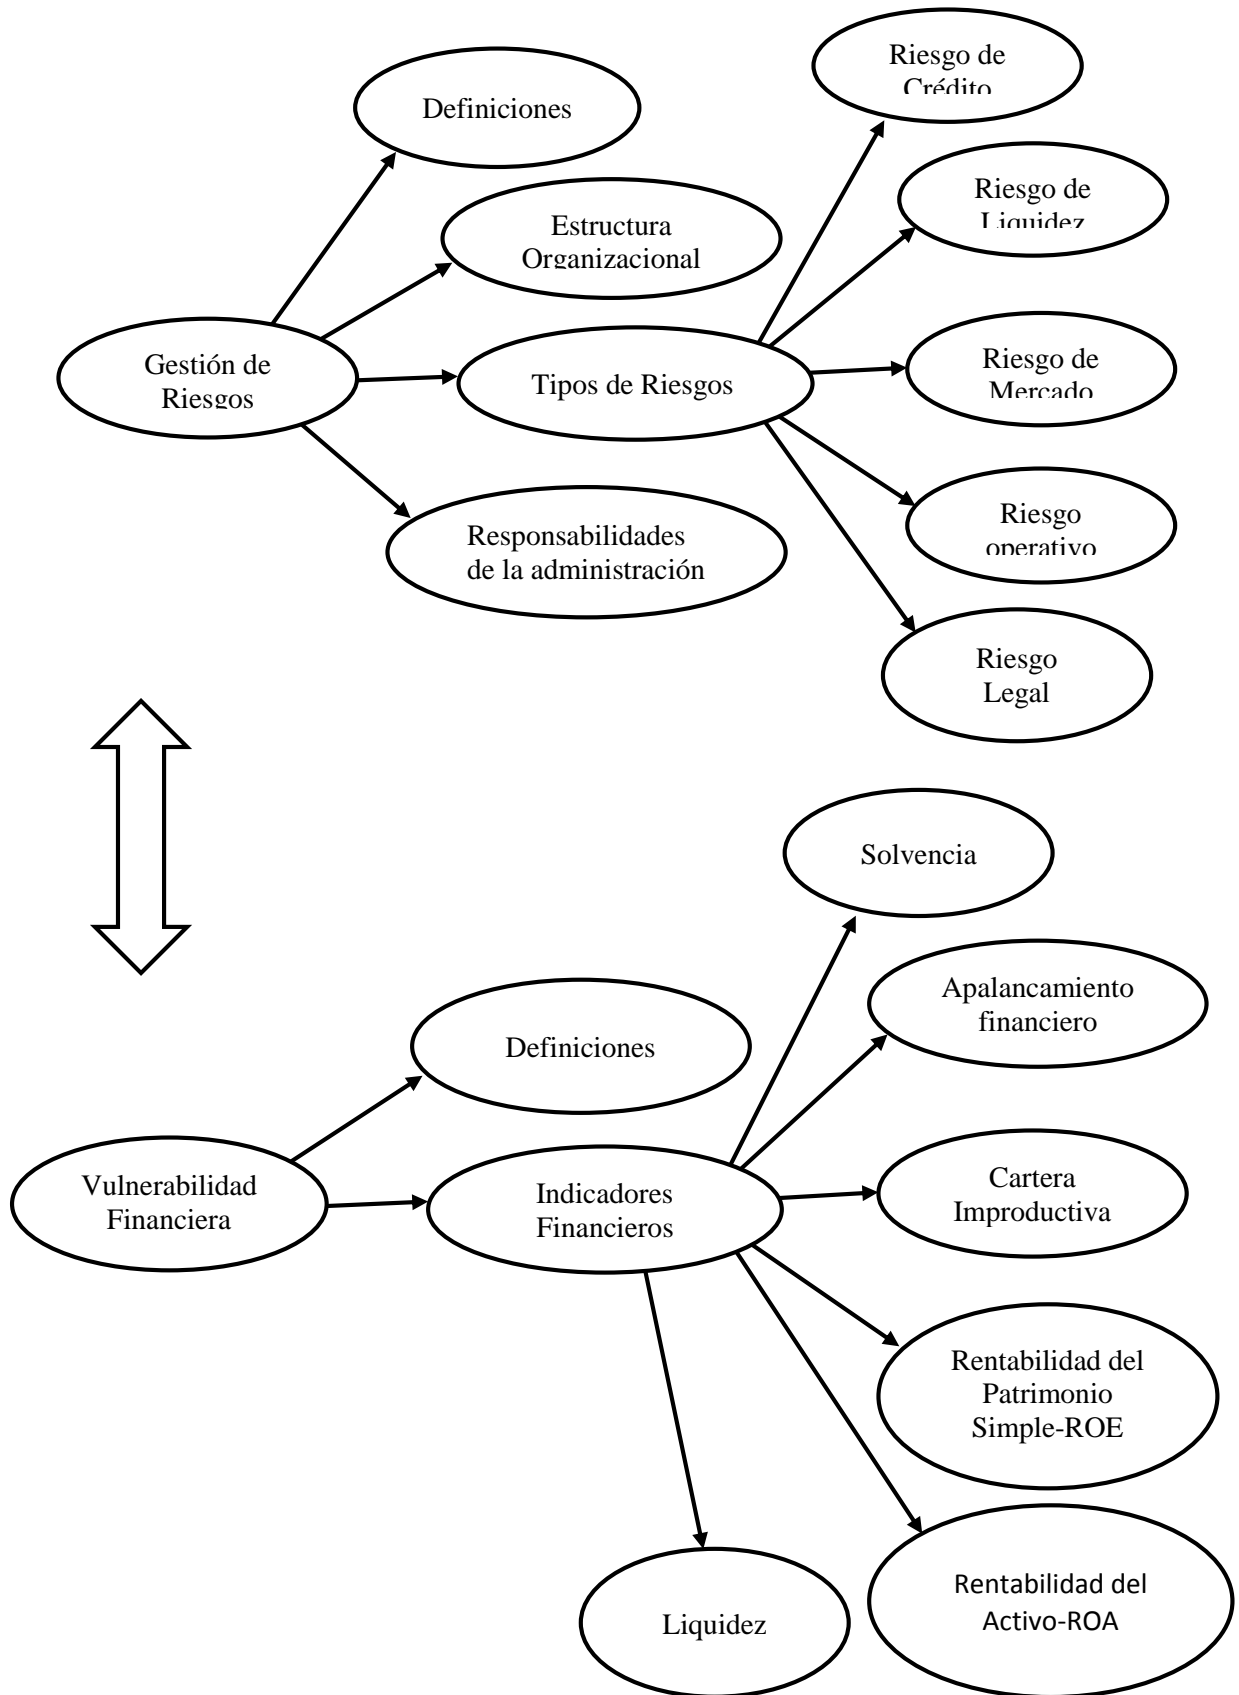 Definiciones
Estructura
Organizacional
Gestión de
Riesgos
Tipos de Riesgos
Responsabilidades
de la administración
Riesgo de
Crédito
Riesgo de
Liquidez
Riesgo de
Mercado
Riesgo
operativo
Riesgo
Legal
Solvencia
Apalancamiento
financiero
Definiciones
Vulnerabilidad
Financiera
Indicadores
Financieros
Cartera
Improductiva
Rentabilidad del
Patrimonio
Simple-ROE
Rentabilidad del
Activo-ROA
Liquidez